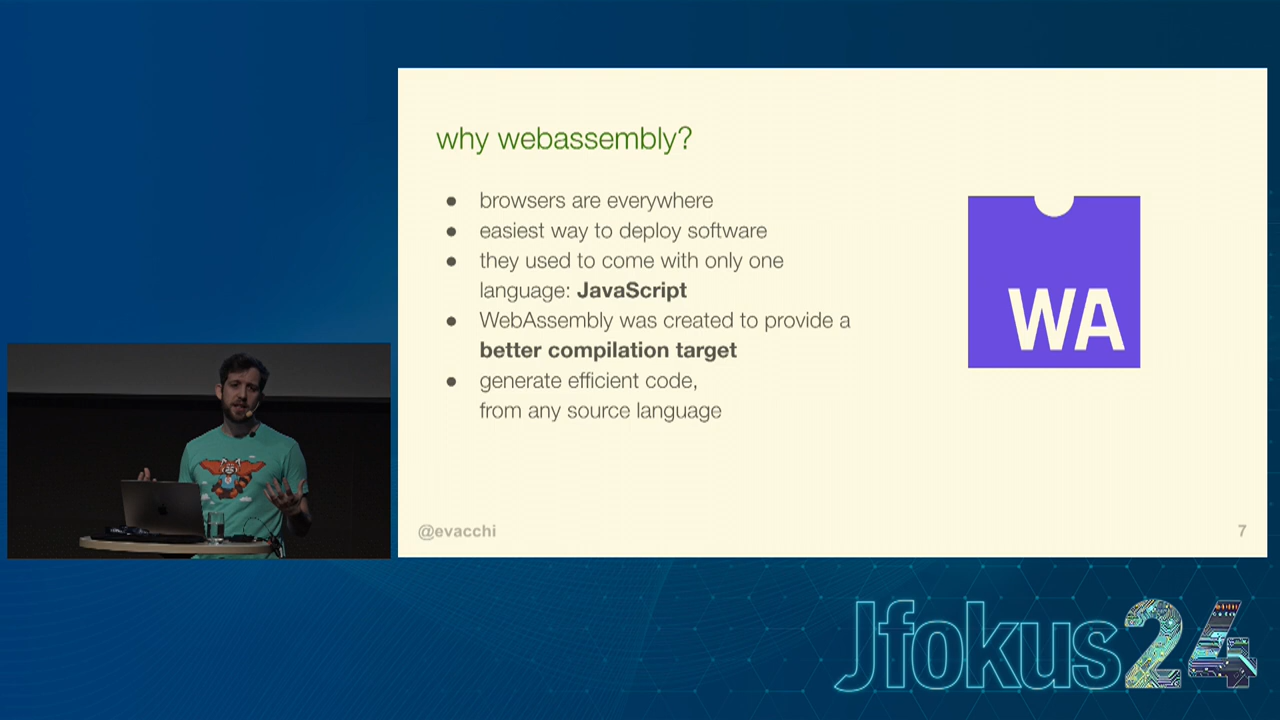 why webassembly?
● browsers are everywhere
● easiest way to deploy software
● they used to come with only one
language: JavaScript
● WebAssembly was created to provide a
better compilation target
● generate efficient code,
from any source language
WA
@evacchi
7
Jfokus24